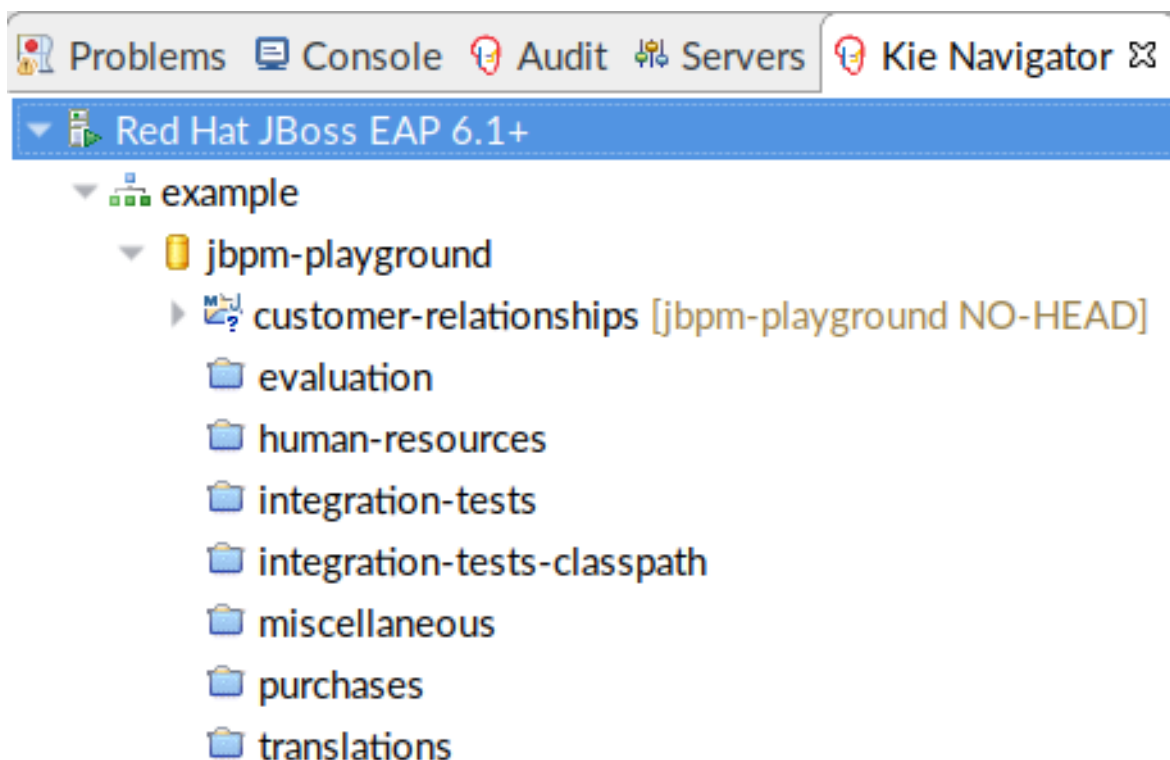 Problems Console Audit Servers Kie Navigator
Red Hat JBoss EAP 6.1+
example
jbpm-playground
customer-relationships [jbpm-playground NO-HEAD]
evaluation
human-resources
integration-tests
integration-tests-classpath
miscellaneous
purchases
translations